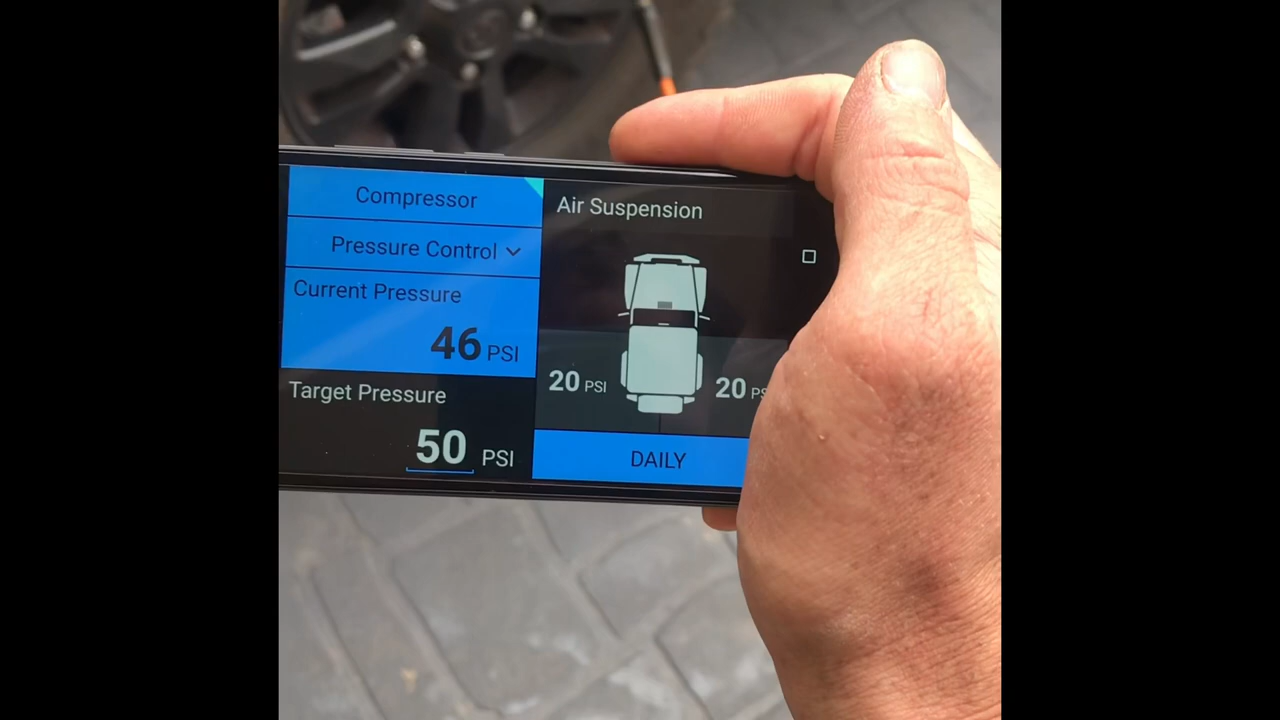 Compressor
Pressure Control
Current Pressure
46 PSI
Target Pressure
50 PSI
Air Suspension
20 PSI
20
DAILY